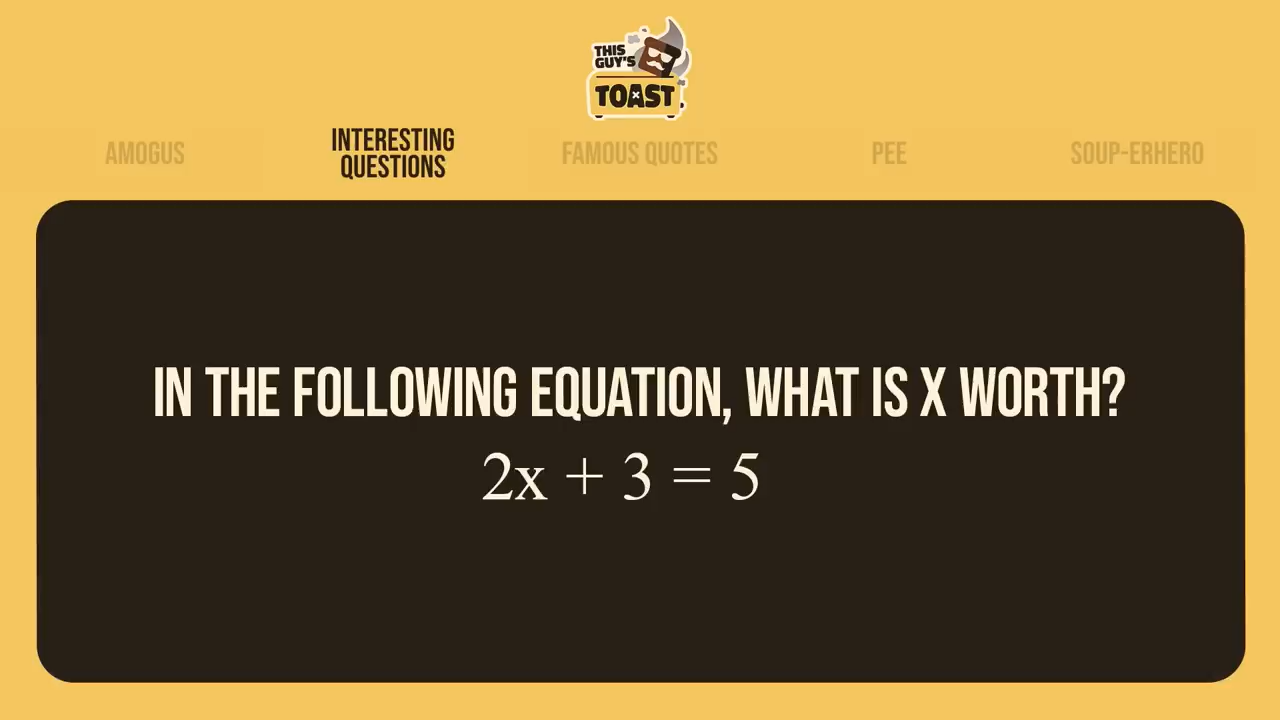 THIS
GUY'S
TOAST
AMOGUS
INTERESTING
QUESTIONS
FAMOUS QUOTES
PEE
SOUP-ERHERO
IN THE FOLLOWING EQUATION, WHAT IS X WORTH?
2x + 3 = 5